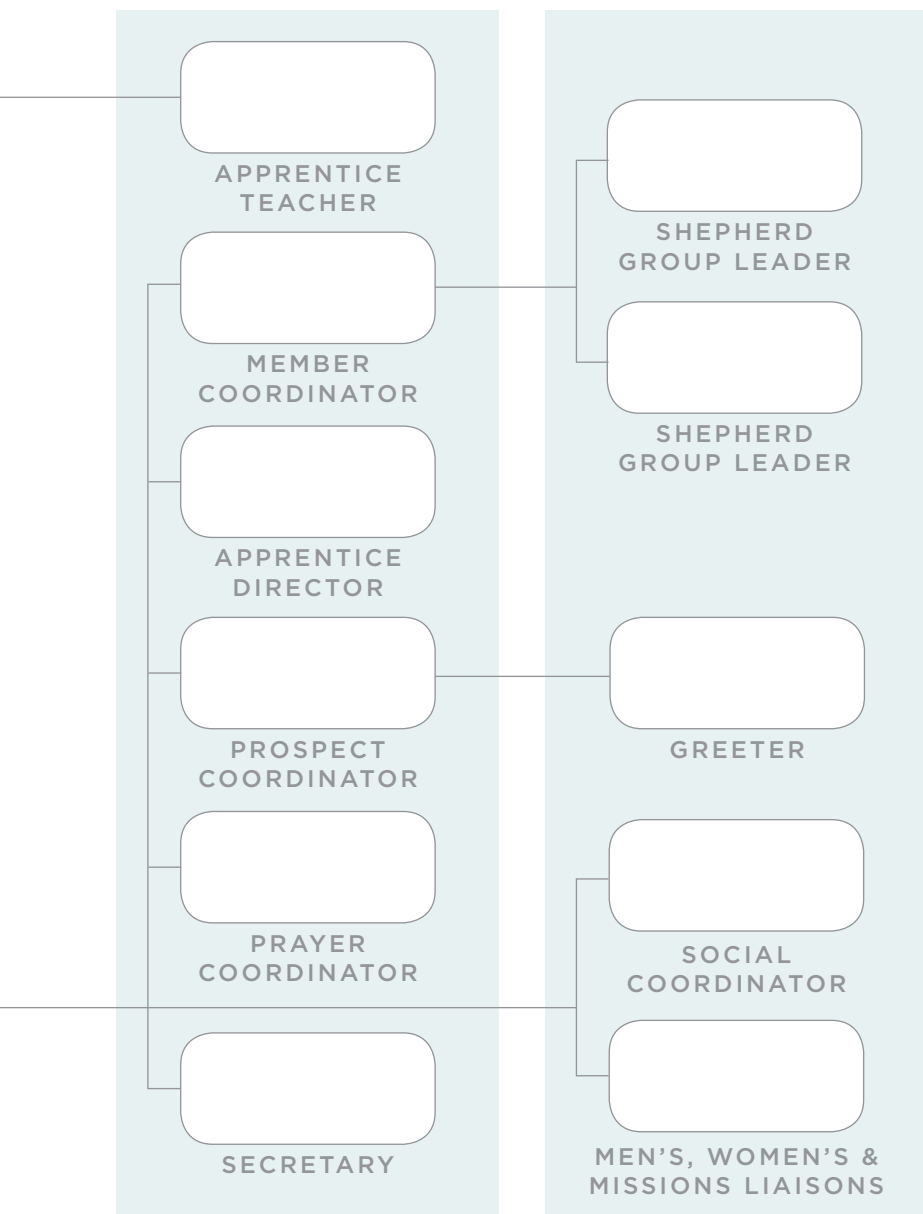 APPRENTICE
TEACHER
MEMBER
COORDINATOR
APPRENTICE
DIRECTOR
PROSPECT
COORDINATOR
PRAYER
COORDINATOR
SECRETARY
SHEPHERD
GROUP LEADER
SHEPHERD
GROUP LEADER
GREETER
SOCIAL
COORDINATOR
MEN’S, WOMEN’S &
MISSIONS LIAISONS